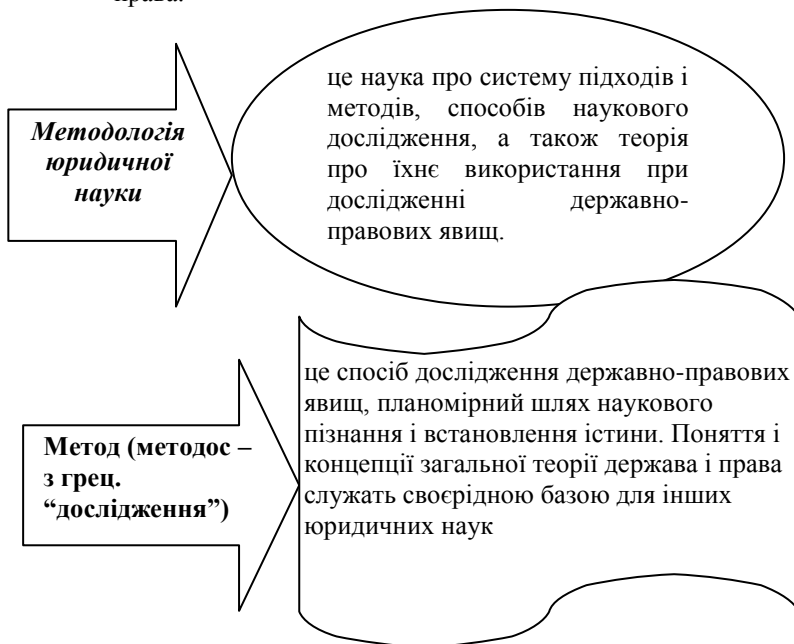 права.
Методологія
юридичної
науки
це наука про систему підходів і
методів, способів наукового
дослідження, а також теорія
про їхнє використання при
дослідженні державно-
правових явищ.
Метод (методос –
з грец.
“дослідження”)
це спосіб дослідження державно-правових
явищ, планомірний шлях наукового
пізнання і встановлення істини. Поняття і
концепції загальної теорії держава і права
служать своєрідною базою для інших
юридичних наук